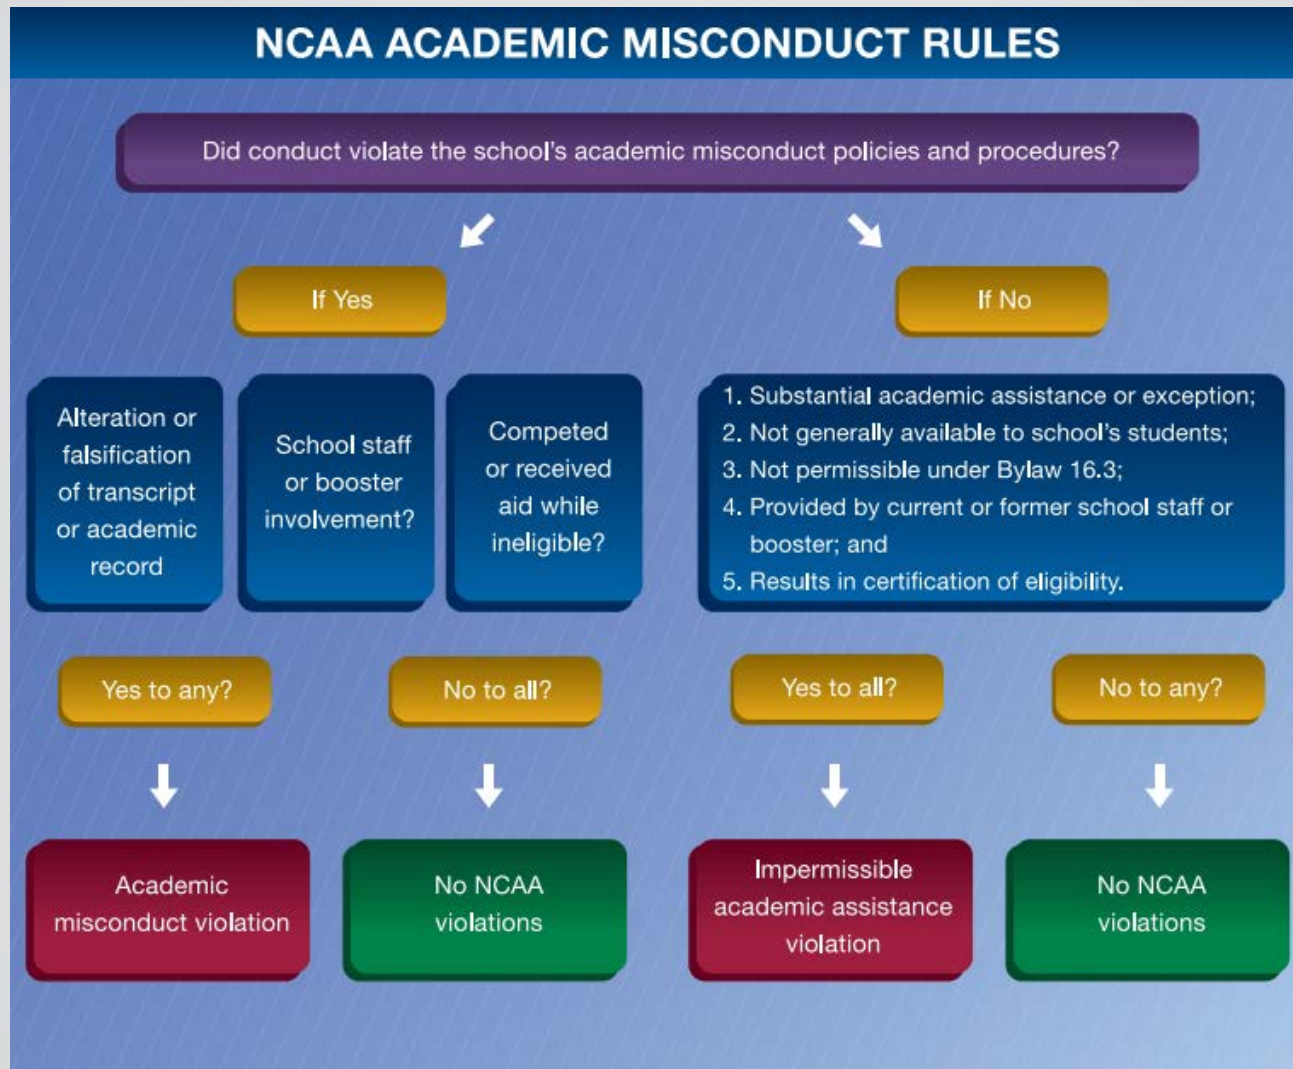 NCAA ACADEMIC MISCONDUCT RULES
Did conduct violate the school's academic misconduct policies and procedures?
If Yes
If No
Alteration or
falsification
of transcript
or academic
record
School staff
or booster
involvement?
Competed
or received
aid while
ineligible?
1. Substantial academic assistance or exception;
2. Not generally available to school's students;
3. Not permissible under Bylaw 16.3;
4. Provided by current or former school staff or
booster; and
5. Results in certification of eligibility.
Yes to any?
No to all?
Yes to all?
No to any?
Academic
misconduct violation
No NCAA
violations
Impermissible
academic assistance
violation
No NCAA
violations